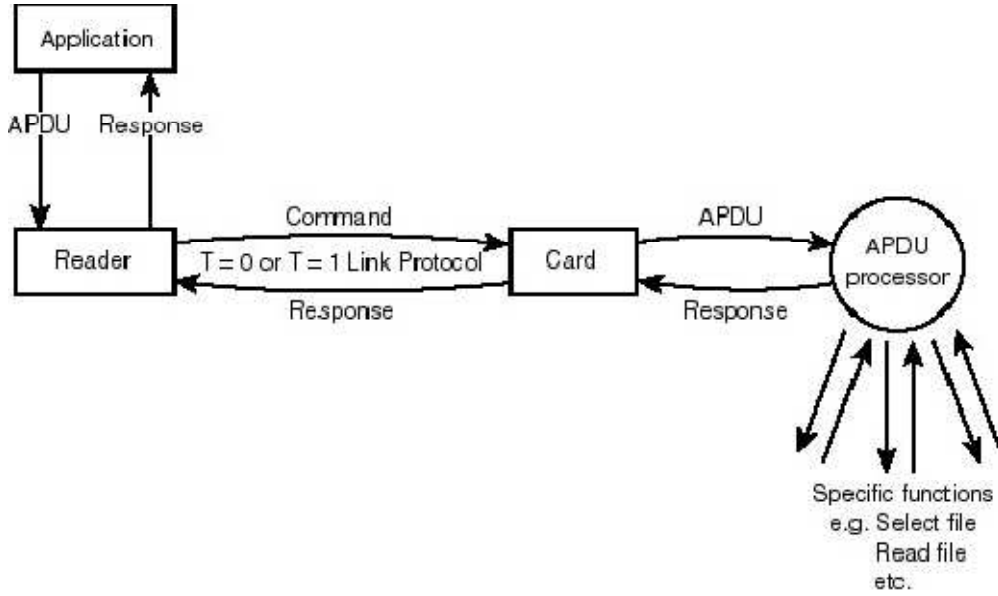 Application
APDU
Response
Reader
Command
T = 0 or T = 1 Link Protocol
Response
Card
APDU
Response
APDU
processor
Specific functions
e.g. Select file
Read file
etc.